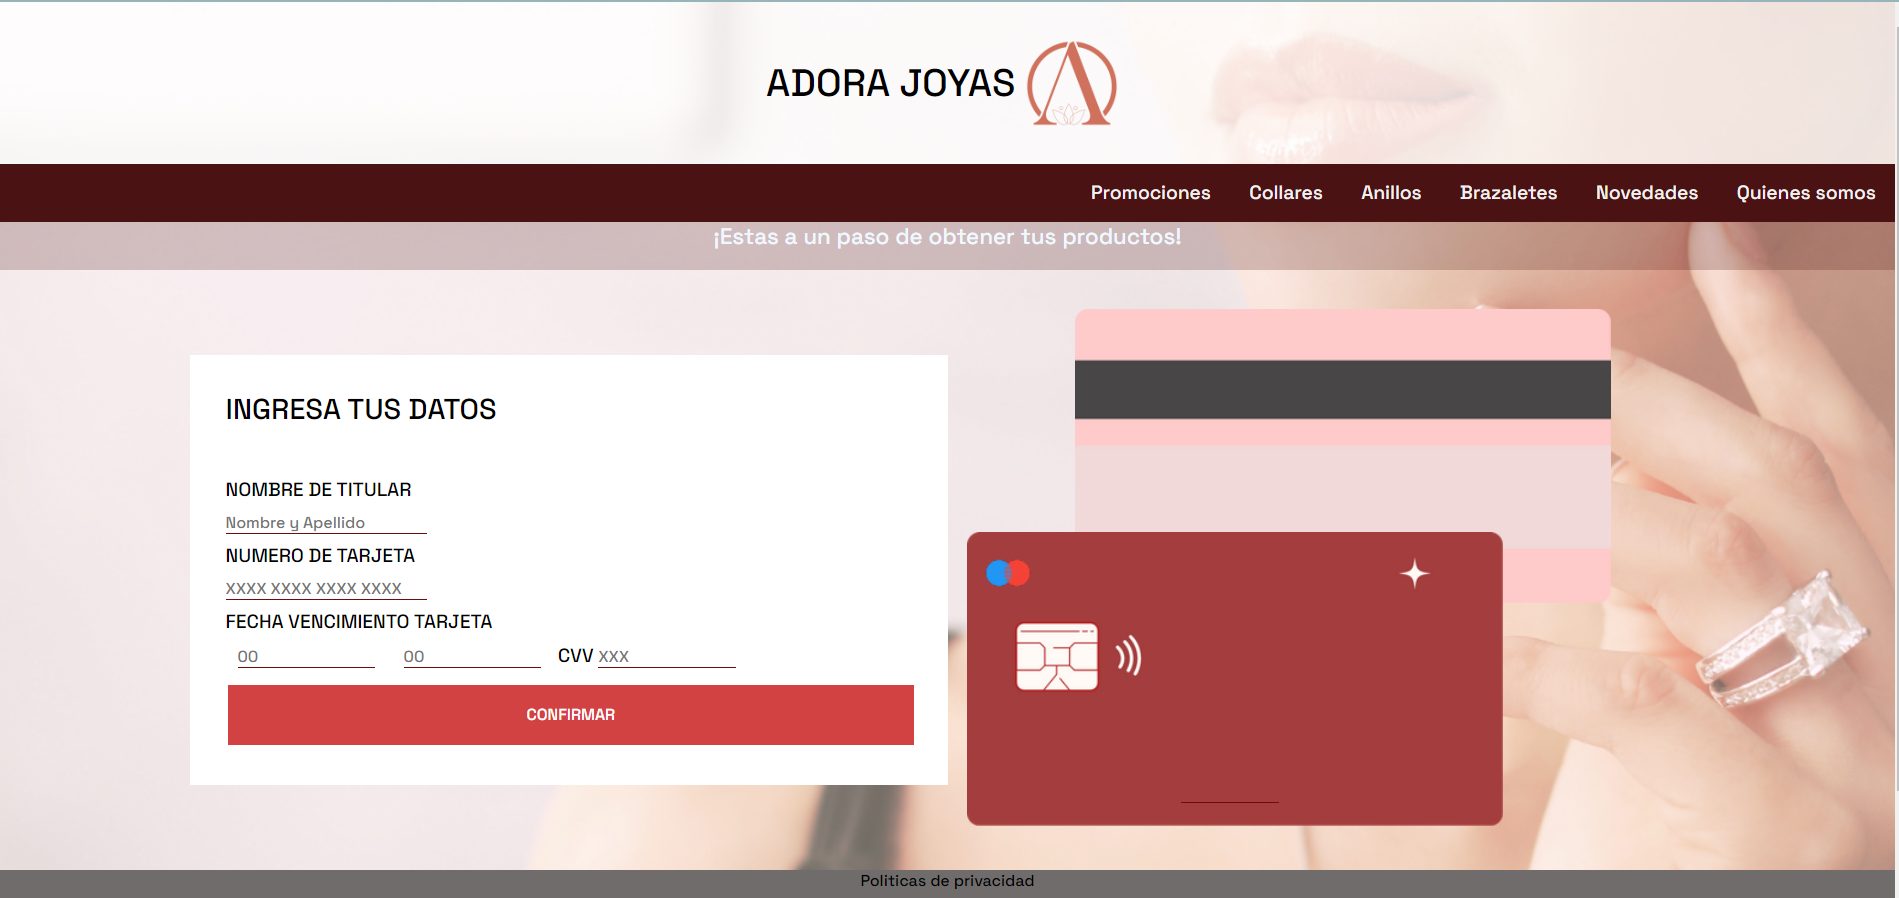 ADORA JOYAS
Promociones Collares Anillos Brazaletes Novedades Quienes somos
¡Estas a un paso de obtener tus productos!
INGRESA TUS DATOS
NOMBRE DE TITULAR
Nombre y Apellido
NUMERO DE TARJETA
XXXX XXXX XXXX XXXX
FECHA VENCIMIENTO TARJETA
00 00 CVV XXX
CONFIRMAR
Politicas de privacidad